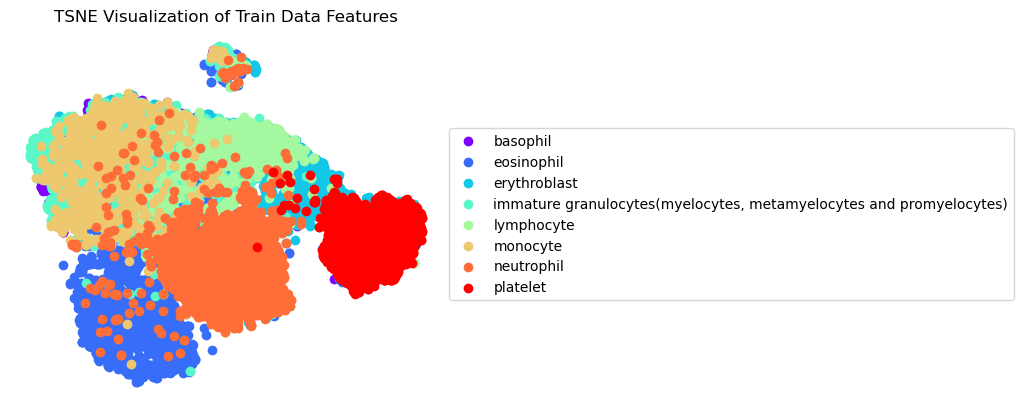 TSNE Visualization of Train Data Features
basophil
eosinophil
erythroblast
immature granulocytes(myelocytes, metamyelocytes and promyelocytes)
lymphocyte
monocyte
neutrophil
platelet